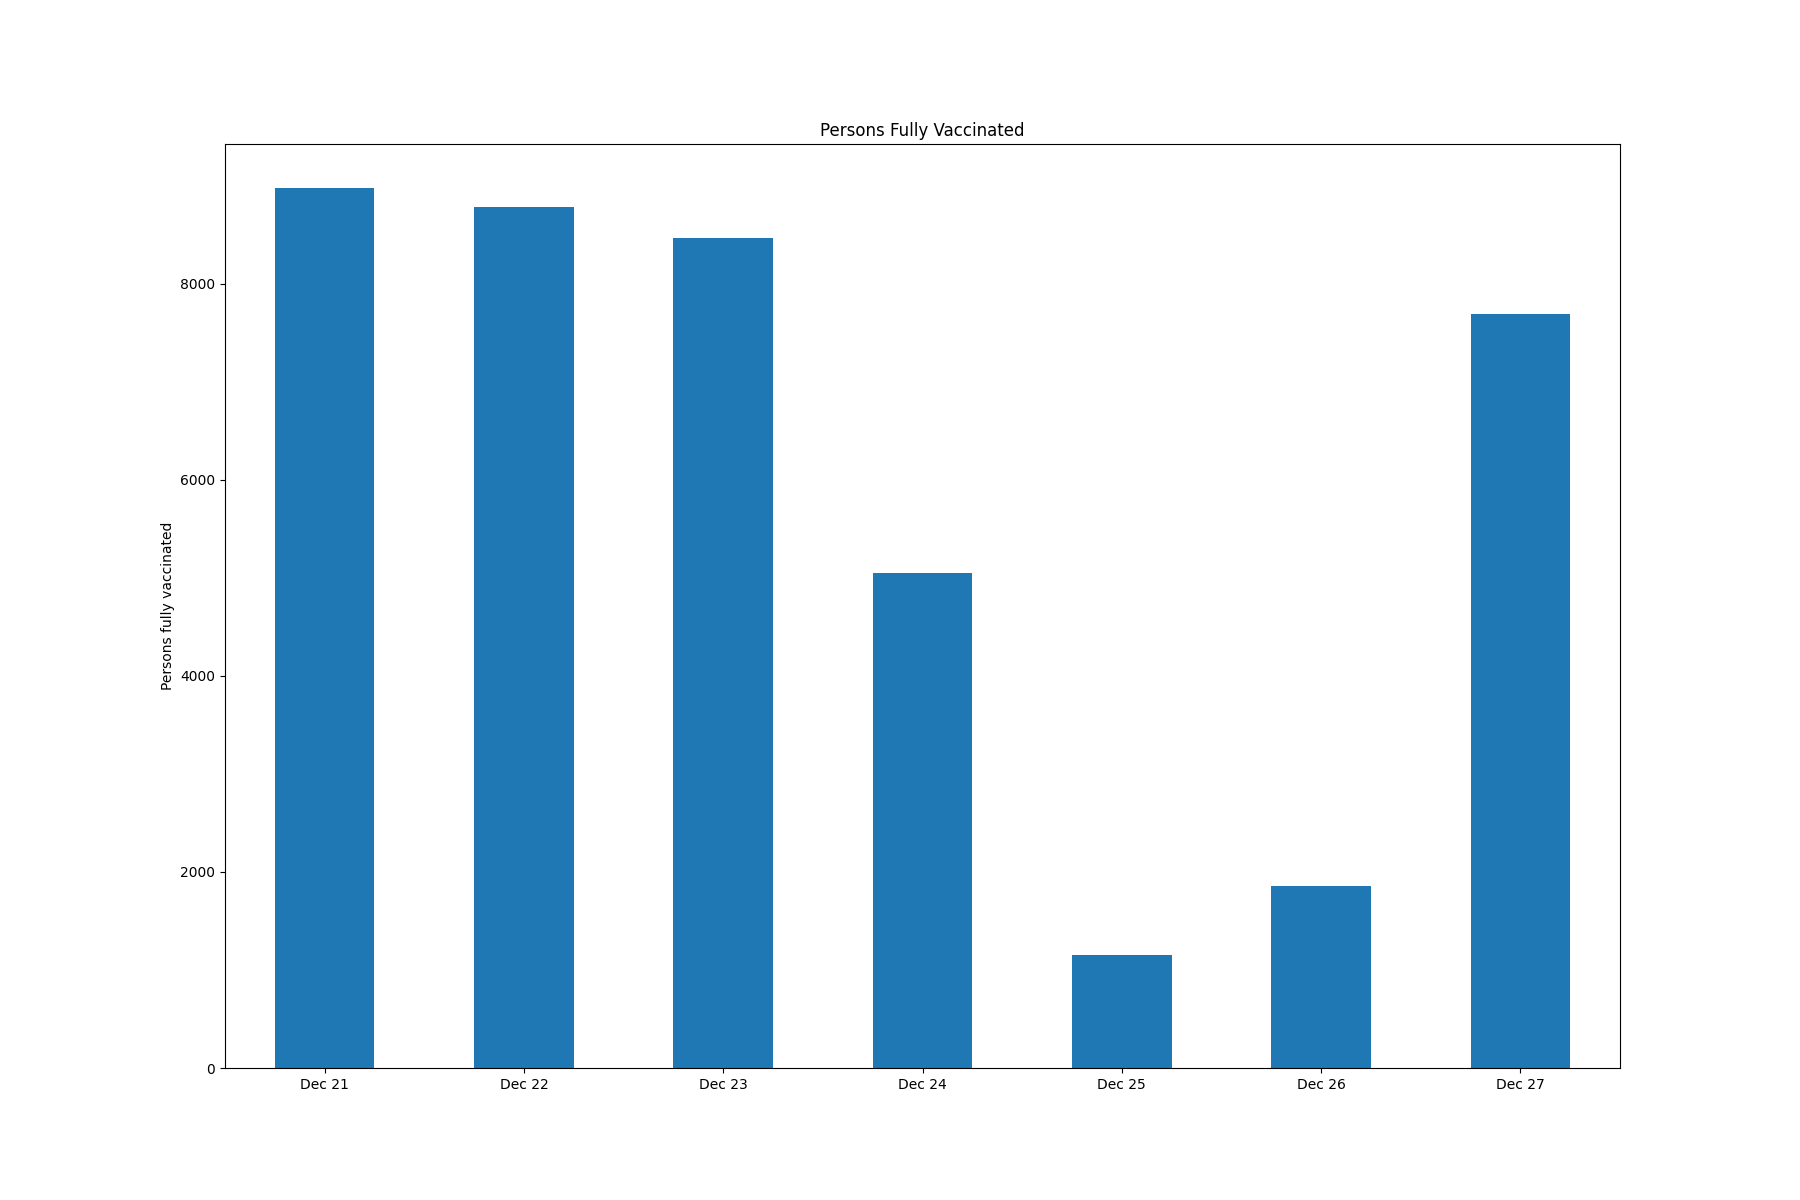 Persons Fully Vaccinated
Persons fully vaccinated
8000
6000
4000
2000
0
Dec 21
Dec 22
Dec 23
Dec 24
Dec 25
Dec 26
Dec 27